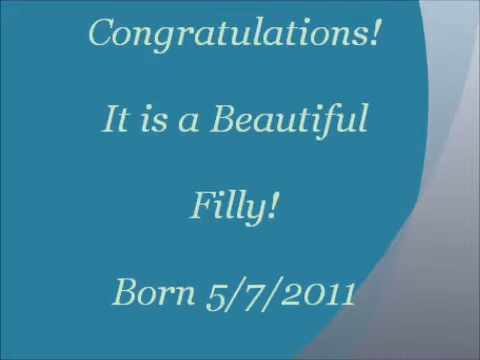 Congratulations!
It is a Beautiful
Filly!
Born 5/7/2011